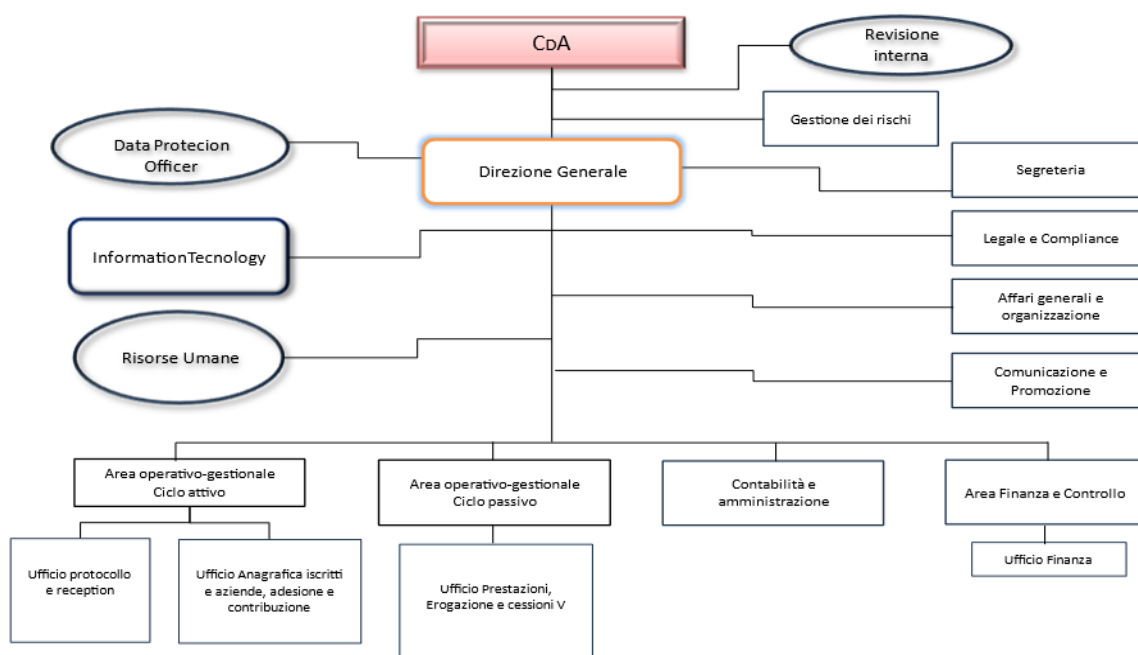 CDA
Revisione
interna
Gestione dei rischi
Data Protecion
Officer
Direzione Generale
Segreteria
InformationTecnology
Legale e Compliance
Affari generali e
organizzazione
Risorse Umane
Comunicazione e
Promozione
Area operativo-gestionale
Ciclo attivo
Area operativo-gestionale
Ciclo passivo
Contabilità e
amministrazione
Area Finanza e Controllo
Ufficio protocollo
e reception
Ufficio Anagrafica iscritti
e aziende, adesione e
contribuzione
Ufficio Prestazioni,
Erogazione e cessioni V
Ufficio Finanza